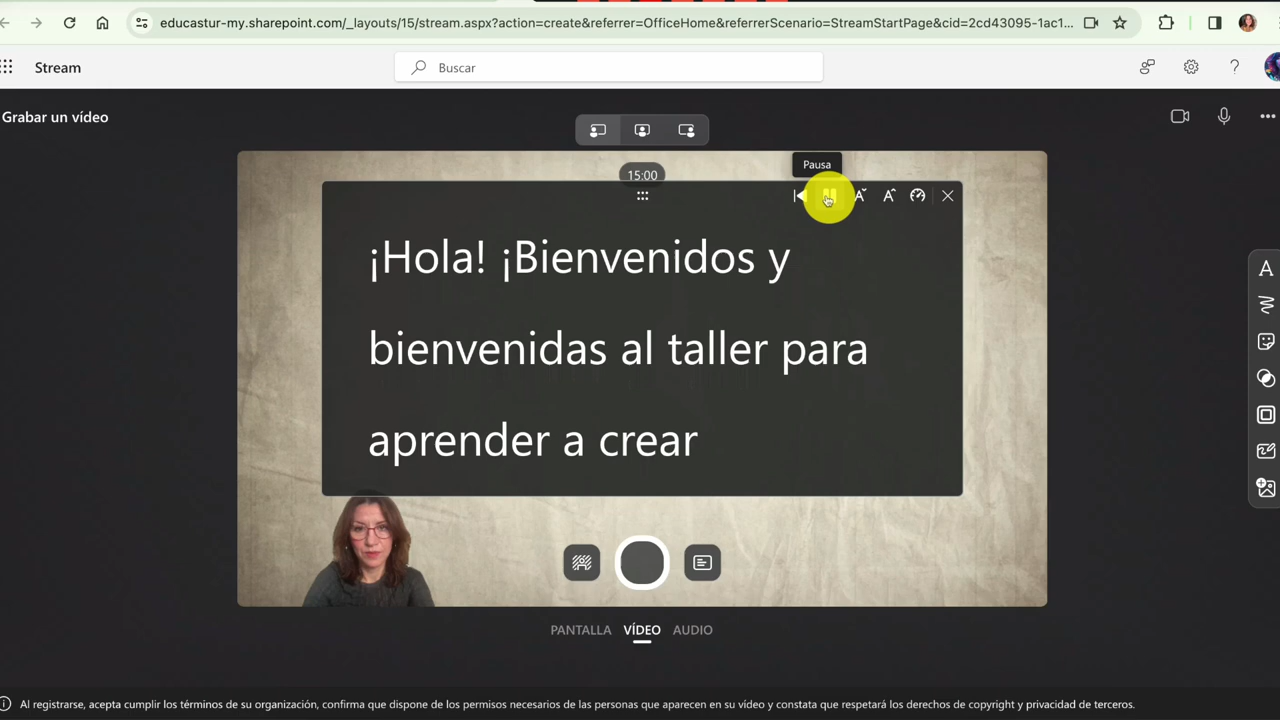 educastur-my.sharepoint.com/_layouts/15/stream.aspx?action=create&referrer=OfficeHome&referrerScenario=StreamStartPage&cid=2cd43095-1ac1...
Stream
Buscar
Grabar un vídeo
Pausa
15:00
¡Hola! ¡Bienvenidos y
bienvenidas al taller para
aprender a crear
PANTALLA VÍDEO AUDIO
Al registrarse, acepta cumplir los términos de su organización, confirma que dispone de los permisos necesarios de las personas que aparecen en su vídeo y constata que respetará los derechos de copyright y privacidad de terceros.